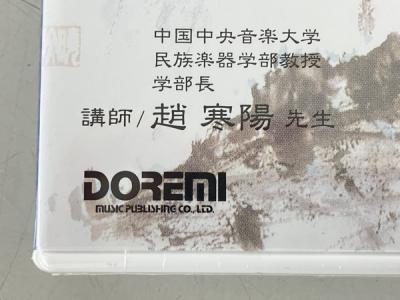 中国中央音楽大学
民族楽器学部教授
学部長
講師/趙寒陽先生
DOREMI
MUSIC PUBLISHING CO., LTD.